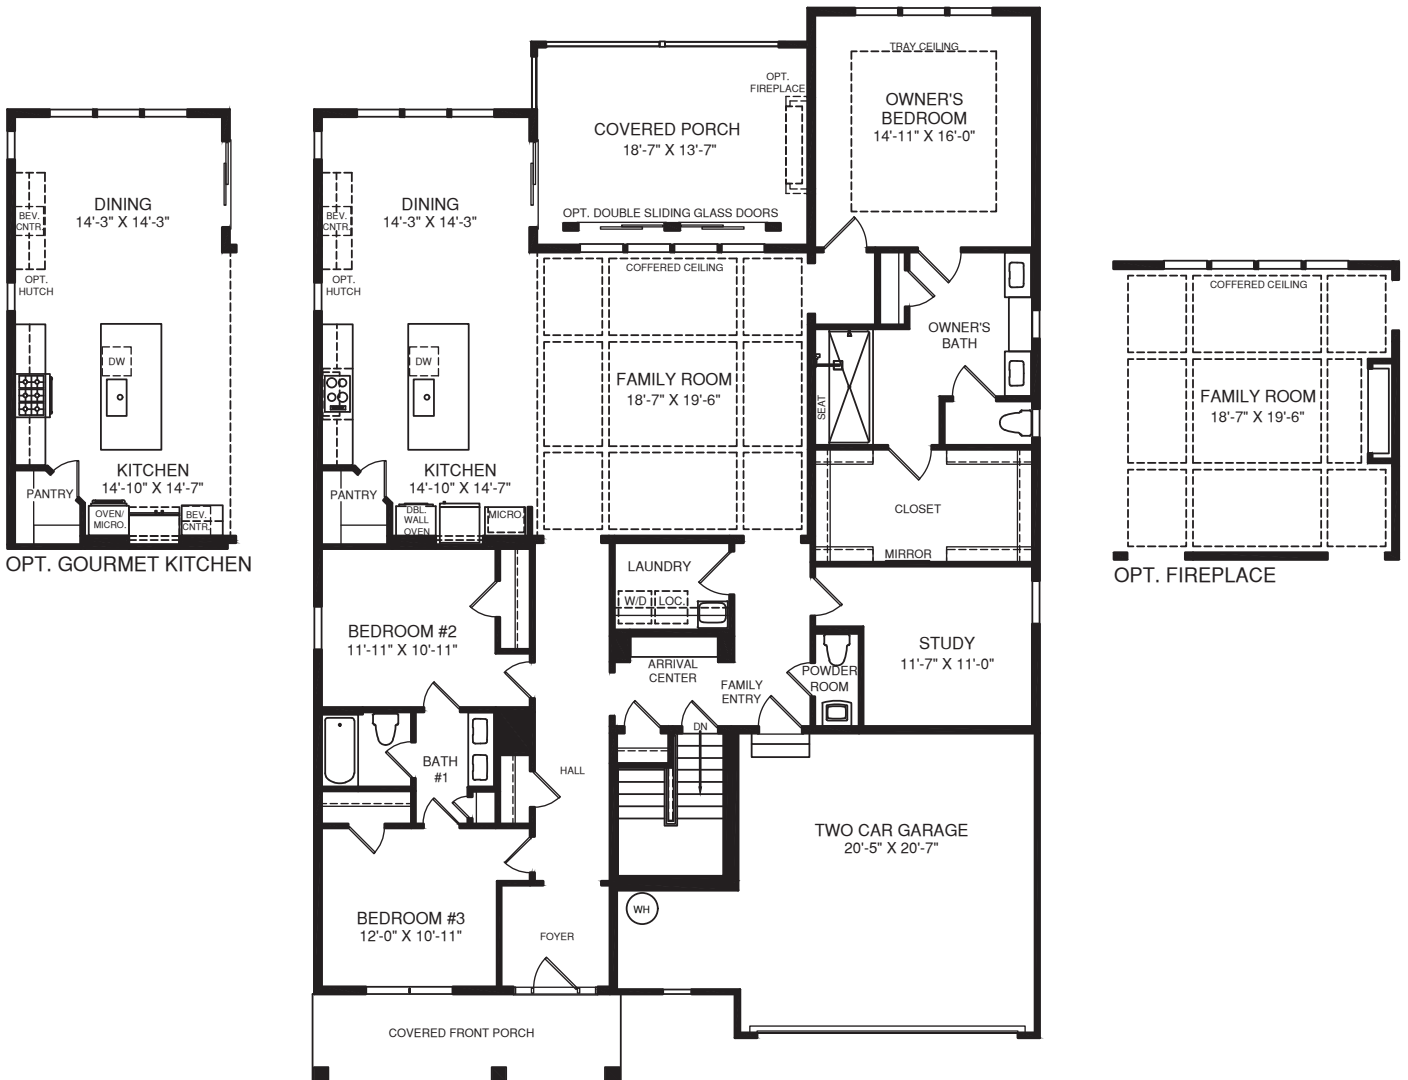 DINING
14'-3" X 14'-3"
BEV.
CNTR.
OPT.
HUTCH
DW
KITCHEN
14'-10" X 14'-7"
PANTRY
OVEN/
MICRO.
BEV.
CNTR.
OPT. GOURMET KITCHEN
DINING
14'-3" X 14'-3"
BEV.
CNTR.
OPT.
HUTCH
DW
KITCHEN
14'-10" X 14'-7"
PANTRY
DBL.
WALL
OVEN
MICRO.
COVERED PORCH
18'-7" X 13'-7"
OPT.
FIREPLACE
OPT. DOUBLE SLIDING GLASS DOORS
COFFERED CEILING
FAMILY ROOM
18'-7" X 19'-6"
TRAY CEILING
OWNER'S
BEDROOM
14'-11" X 16'-0"
OWNER'S
BATH
SEAT
CLOSET
MIRROR
LAUNDRY
W/D
LOC.
ARRIVAL
CENTER
FAMILY
ENTRY
POWDER
ROOM
STUDY
11'-7" X 11'-0"
BEDROOM #2
11'-11" X 10'-11"
BATH
#1
HALL
DN
TWO CAR GARAGE
20'-5" X 20'-7"
WH
BEDROOM #3
12'-0" X 10'-11"
FOYER
COVERED FRONT PORCH
COFFERED CEILING
FAMILY ROOM
18'-7" X 19'-6"
OPT. FIREPLACE